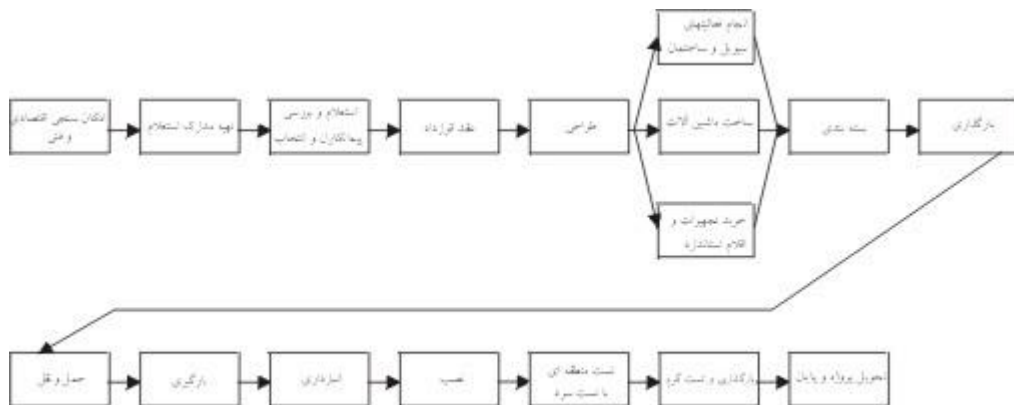 امکان سنجی اقتصادی
و فنی
تهیه مدارک استعلام
استعلام و بررسی
پیمانکاران و انتخاب
عقد قرارداد
طراحی
انجام فعالیتهای
سیویل و ساختمان
ساخت ماشین آلات
خرید تجهیزات و
اقلام استاندارد
بسته بندی
بارگذاری
حمل و نقل
بارگیری
انبارداری
نصب
تست منطقه ای
یا تست سرد
بارگذاری و تست گرم
تحویل پروژه و پایان